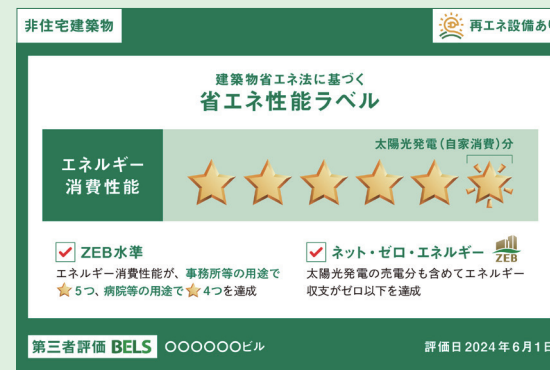 非住宅建築物
再エネ設備あり
建築物省エネ法に基づく
省エネ性能ラベル
太陽光発電(自家消費)分
エネルギー
消費性能
ZEB水準
エネルギー消費性能が、事務所等の用途で
5つ、病院等の用途で 4つを達成
ネット・ゼロ・エネルギー
ZEB
太陽光発電の売電分も含めてエネルギー
収支がゼロ以下を達成
第三者評価 BELS 〇〇〇〇〇〇ビル
評価日2024年6月1日